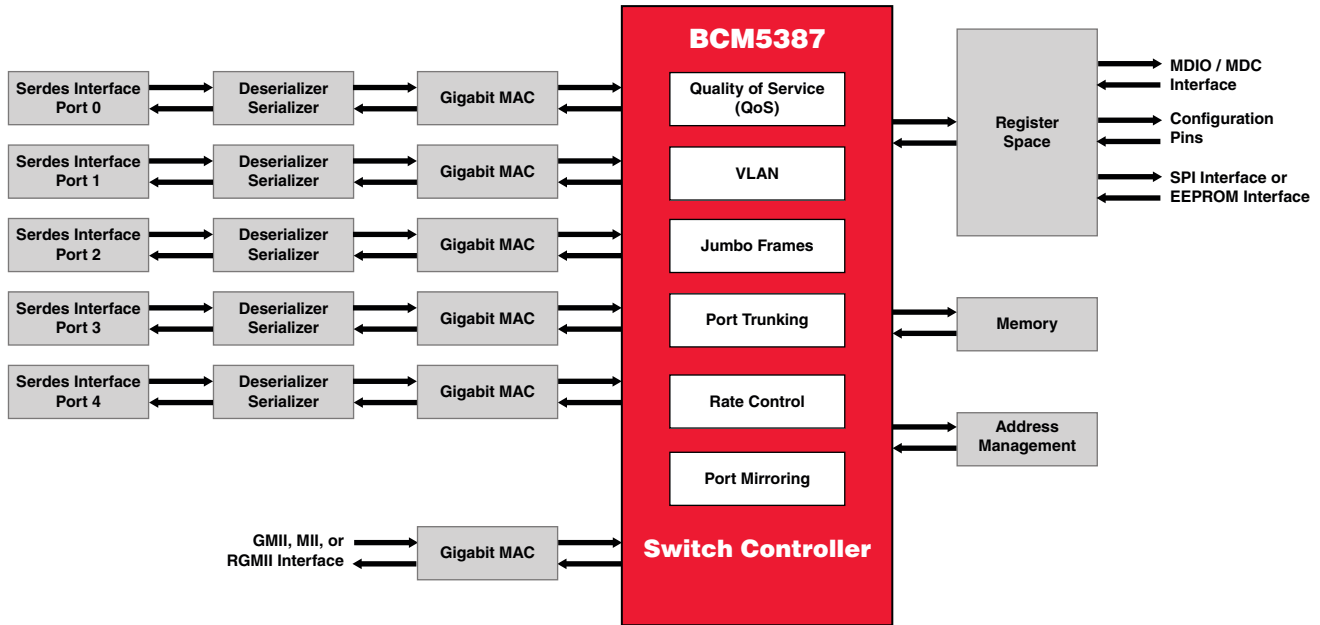 BCM5387
Quality of Service
(QoS)
VLAN
Jumbo Frames
Port Trunking
Rate Control
Port Mirroring
Switch Controller
Serdes Interface
Port 0
Deserializer
Serializer
Gigabit MAC
Serdes Interface
Port 1
Deserializer
Serializer
Gigabit MAC
Serdes Interface
Port 2
Deserializer
Serializer
Gigabit MAC
Serdes Interface
Port 3
Deserializer
Serializer
Gigabit MAC
Serdes Interface
Port 4
Deserializer
Serializer
Gigabit MAC
GMII, MII, or
RGMII Interface
Gigabit MAC
Register
Space
MDIO / MDC
Interface
Configuration
Pins
SPI Interface or
EEPROM Interface
Memory
Address
Management